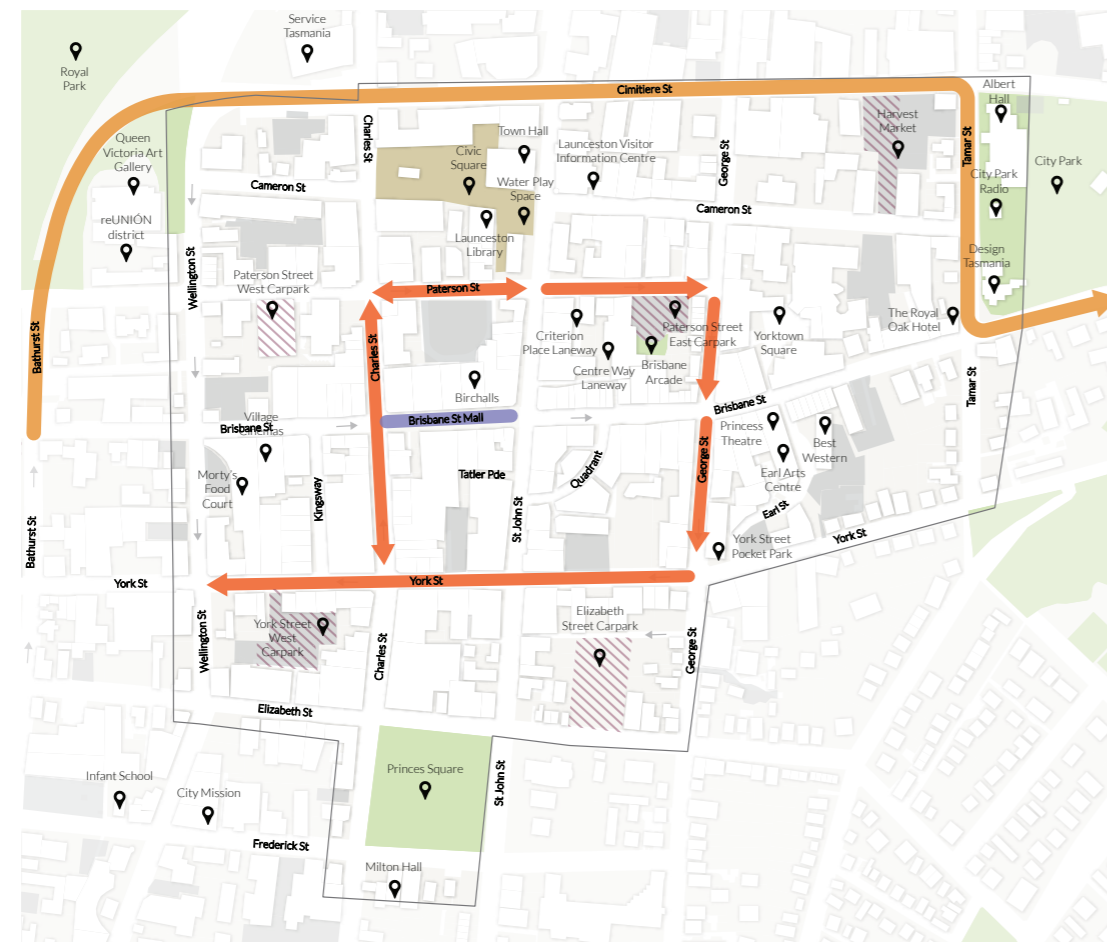 Service
Tasmania
Royal
Park
Cimitiere St
Albert
Hall
Harvest
Market
Charles St
Town Hall
Tamar St
Queen
Victoria Art
Gallery
Civic
Square
Launceston Visitor
Information Centre
George St
City Park
Cameron St
Water Play
Space
City Park
Radio
Cameron St
reUNIÓN
district
Launceston
Library
Wellington St
Design
Tasmania
Paterson Street
West Carpark
Paterson St
The Royal
Oak Hotel
Bathurst St
Charles St
Criterion
Place Laneway
Paterson Street
East Carpark
Yorktown
Square
Centre Way
Laneway
Brisbane
Arcade
Birchalls
Tamar St
Brisbane St
Brisbane St Mall
Village
Cinemas
Brisbane St
Princess
Theatre
Best
Western
George St
Earl Arts
Centre
Morty's
Food
Court
Tatler Pde
Quadrant
Kingsway
St John St
Earl St
Bathurst St
York Street
Pocket Park
York St
York St
York St
Elizabeth
Street Carpark
York Street
West
Carpark
Wellington St
Charles St
George St
Elizabeth St
Princes Square
St John St
Infant School
City Mission
Frederick St
Milton Hall